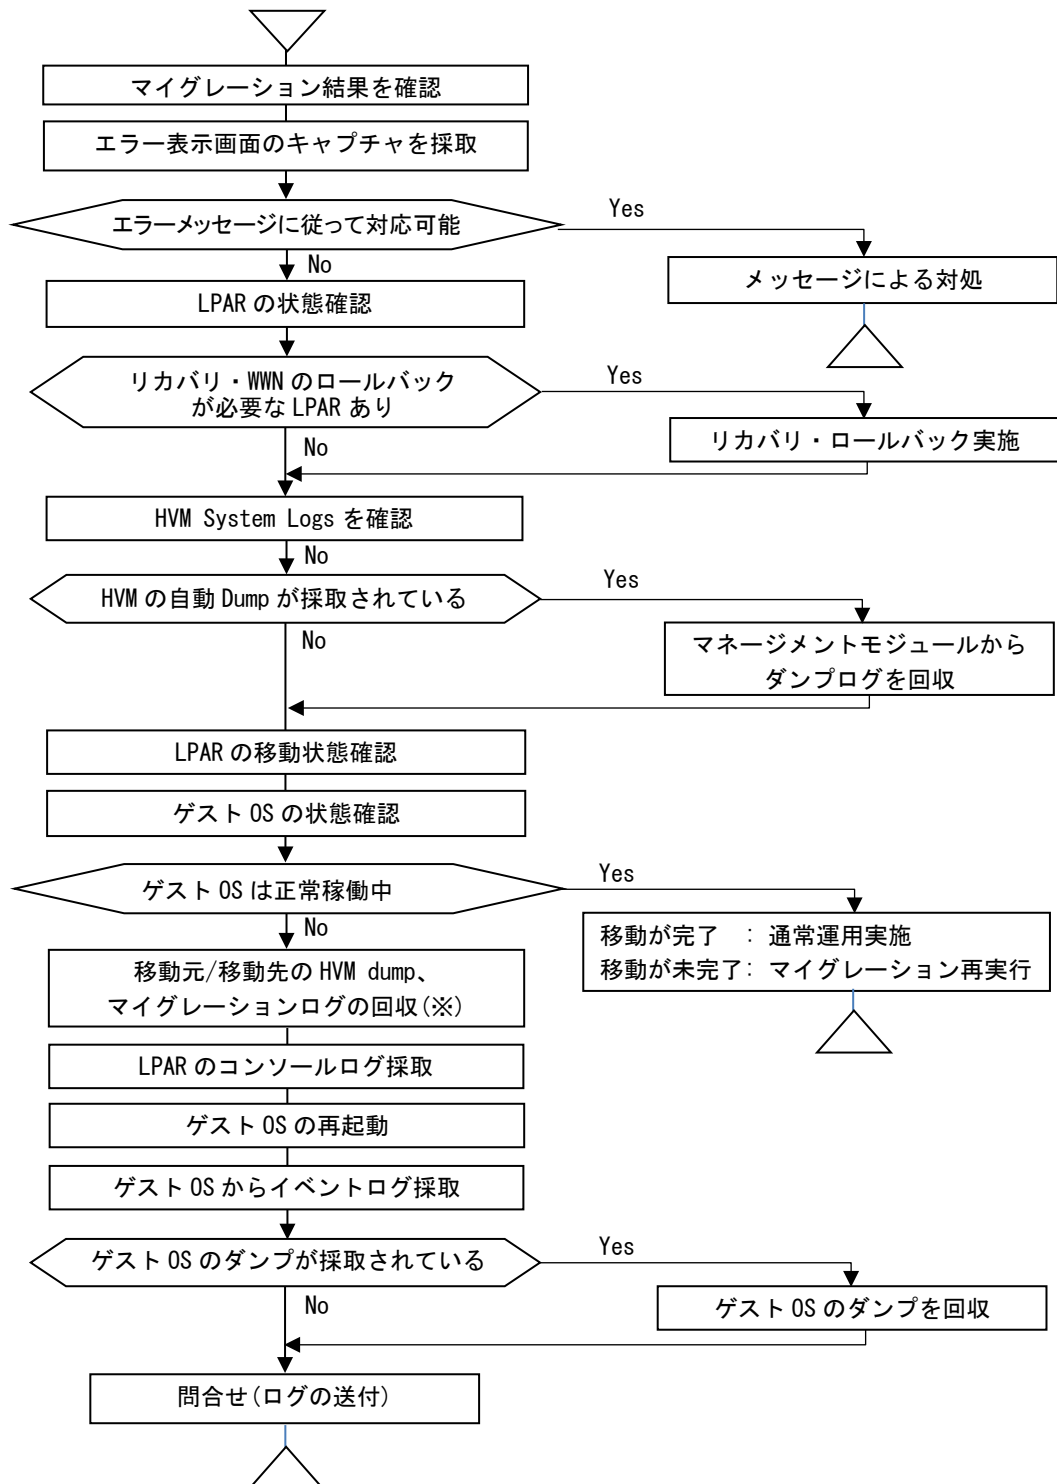 マイグレーション結果を確認
エラー表示画面のキャプチャを採取
エラーメッセージに従って対応可能
Yes
No
メッセージによる対処
LPAR の状態確認
リカバリ・WWN のロールバック
が必要な LPAR あり
Yes
リカバリ・ロールバック実施
No
HVM System Logs を確認
No
HVM の自動 Dump が採取されている
Yes
No
マネージメントモジュールから
ダンプログを回収
LPAR の移動状態確認
ゲスト OS の状態確認
ゲスト OS は正常稼働中
Yes
No
移動が完了 : 通常運用実施
移動が未完了: マイグレーション再実行
移動元/移動先の HVM dump、
マイグレーションログの回収(※)
LPAR のコンソールログ採取
ゲスト OS の再起動
ゲスト OS からイベントログ採取
ゲスト OS のダンプが採取されている
Yes
No
ゲスト OS のダンプを回収
問合せ(ログの送付)